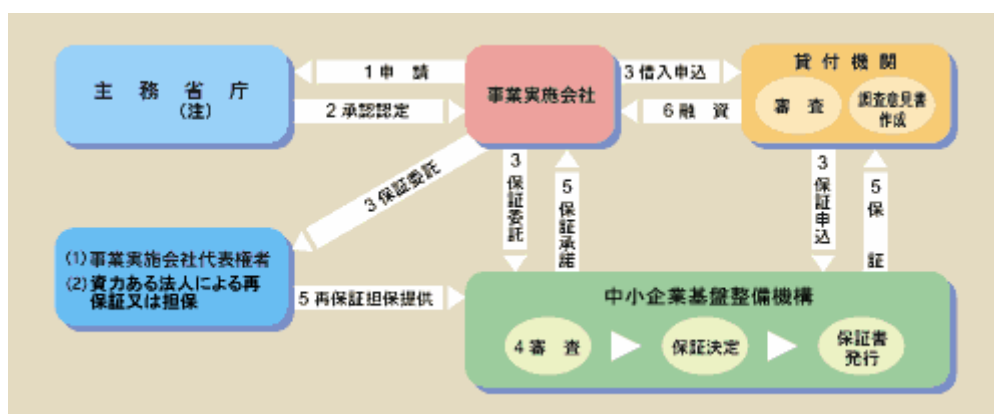 主務省庁
(注)
1 申請
2 承認認定
事業実施会社
3 借入申込
6 融資
貸付機関
審査
調査意見書
作成
3 保証委託
3 保証委託
5 保証承諾
3 保証申込
5 保証
(1) 事業実施会社代表権者
(2) 資力ある法人による再
保証又は担保
5 再保証担保提供
中小企業基盤整備機構
4 審査
保証決定
保証書
発行